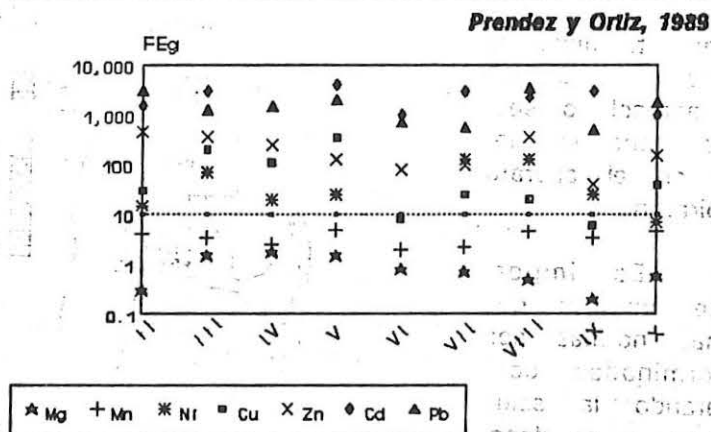 Prendez y Ortiz, 1989
FEg
10,000
1,000
100
10
1
0.1
II III IV V VI VII VIII IX X
Mg Mn Ni Cu Zn Cd Pb